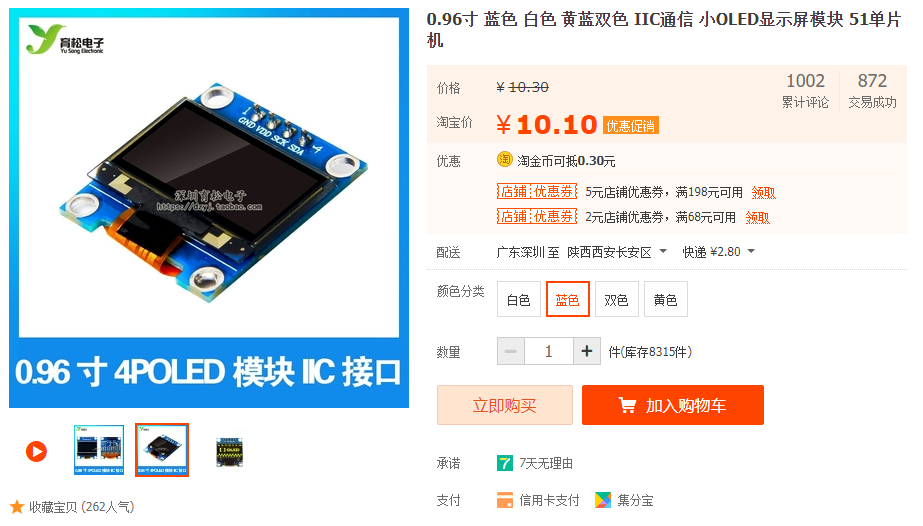 育松电子
Yu Song Electronic
1
GND VDD SCK SDA
4
深圳育松电子
https://dzyj.taobao.com
0.96 寸 4POLED 模块 IIC 接口
收藏宝贝 (262人气)
0.96寸 蓝色 白色 黄蓝双色 IIC通信 小OLED显示屏模块 51单片
机
价格 ¥ 10.30
1002 872
累计评论 交易成功
淘宝价 ¥ 10.10 优惠促销
优惠 淘 淘金币可抵0.30元
店铺 优惠券 5元店铺优惠券，满198元可用 领取
店铺 优惠券 2元店铺优惠券，满68元可用 领取
配送 广东深圳 至 陕西西安长安区 快递 ¥2.80
颜色分类 白色 蓝色 双色 黄色
数量 — 1 + 件(库存8315件)
立即购买 加入购物车
承诺 7 7天无理由
支付 信用卡支付 集分宝